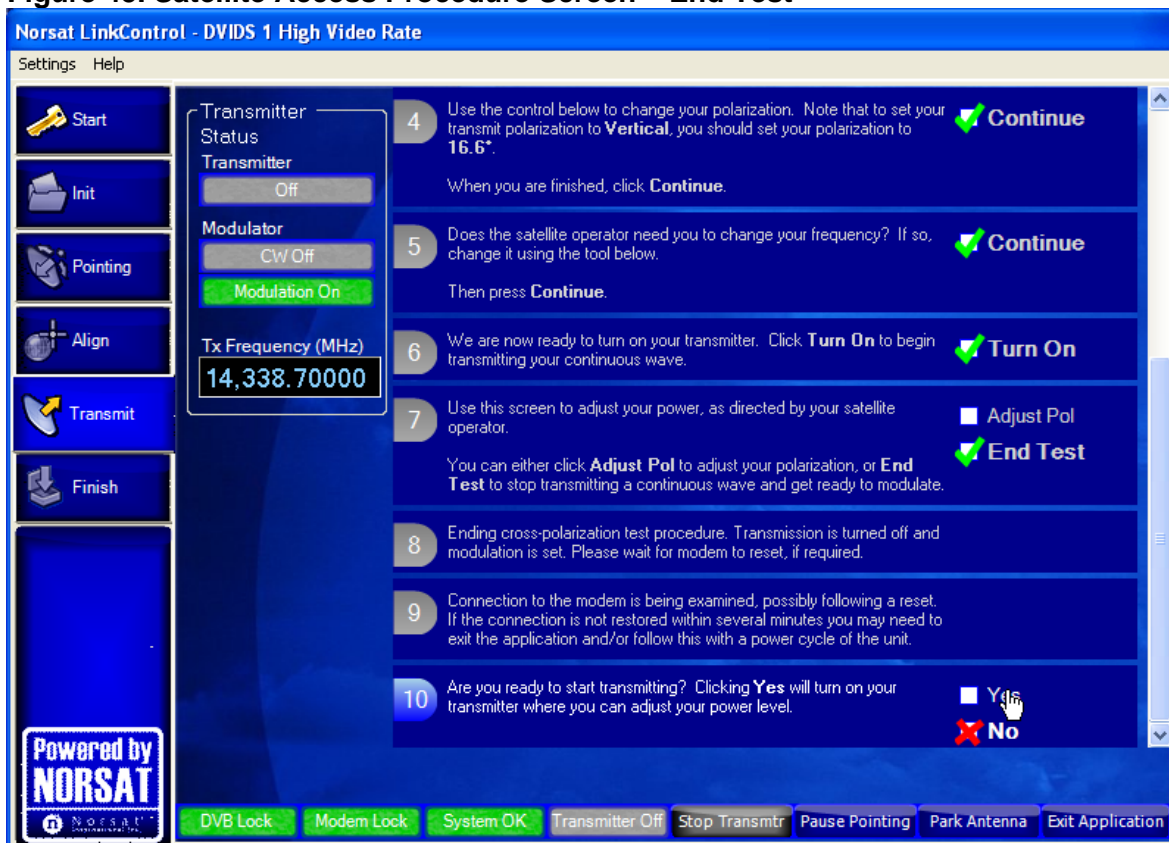 Figure 48: Satellite Access Procedure Screen – End Test
Norsat LinkControl - DVIDS 1 High Video Rate
Settings Help
Start
Init
Pointing
Align
Transmit
Finish
Powered by
NORSAT
Norsat
Transmitter
Status
Transmitter
Off
Modulator
CW Off
Modulation On
Tx Frequency (MHz)
14,338.70000
4
Use the control below to change your polarization. Note that to set your
transmit polarization to Vertical, you should set your polarization to
16.6°.
When you are finished, click Continue.
Continue
5
Does the satellite operator need you to change your frequency? If so,
change it using the tool below.
Then press Continue.
Continue
6
We are now ready to turn on your transmitter. Click Turn On to begin
transmitting your continuous wave.
Turn On
7
Use this screen to adjust your power, as directed by your satellite
operator.
You can either click Adjust Pol to adjust your polarization, or End
Test to stop transmitting a continuous wave and get ready to modulate.
Adjust Pol
End Test
8
Ending cross-polarization test procedure. Transmission is turned off and
modulation is set. Please wait for modem to reset, if required.
9
Connection to the modem is being examined, possibly following a reset.
If the connection is not restored within several minutes you may need to
exit the application and/or follow this with a power cycle of the unit.
10
Are you ready to start transmitting? Clicking Yes will turn on your
transmitter where you can adjust your power level.
Yes
No
DVB Lock Modem Lock System OK Transmitter Off Stop Transmtr Pause Pointing Park Antenna Exit Application